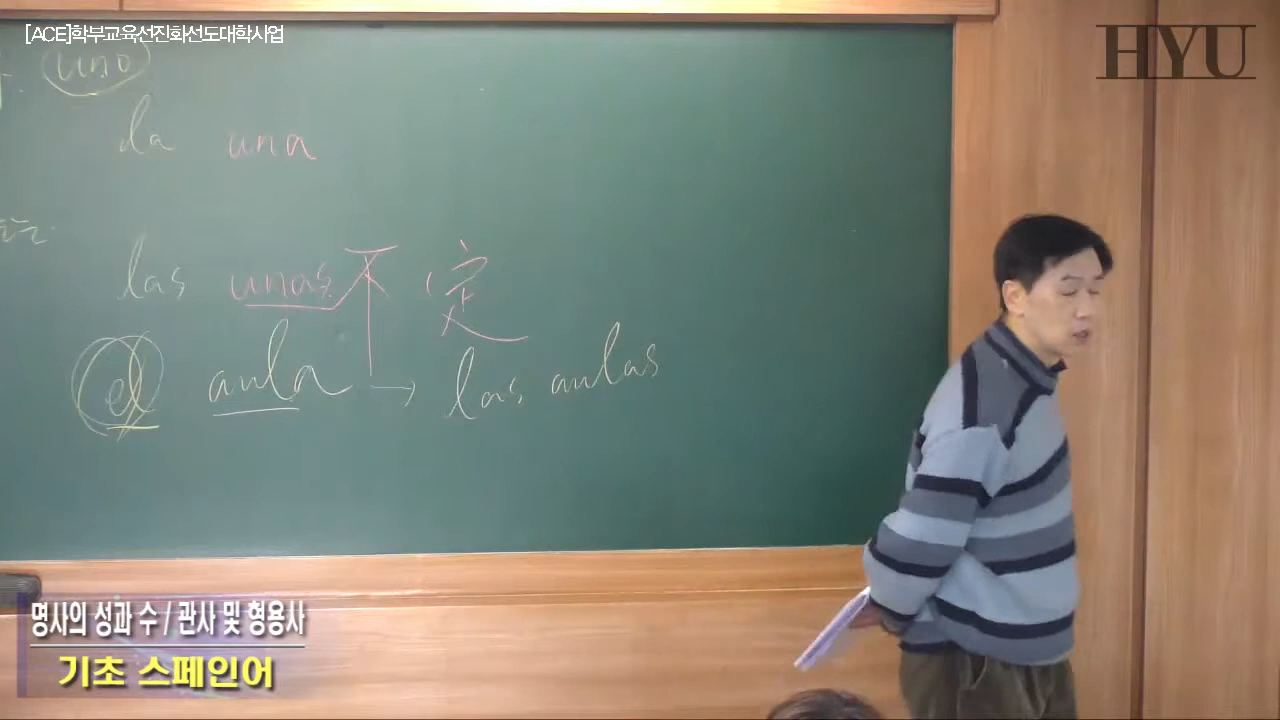 [ACE]학부교육선진화선도대학사업
HYU
uno
la una
las unas 不定
el aula → las aulas
명사의 성과 수 / 관사 및 형용사
기초 스페인어